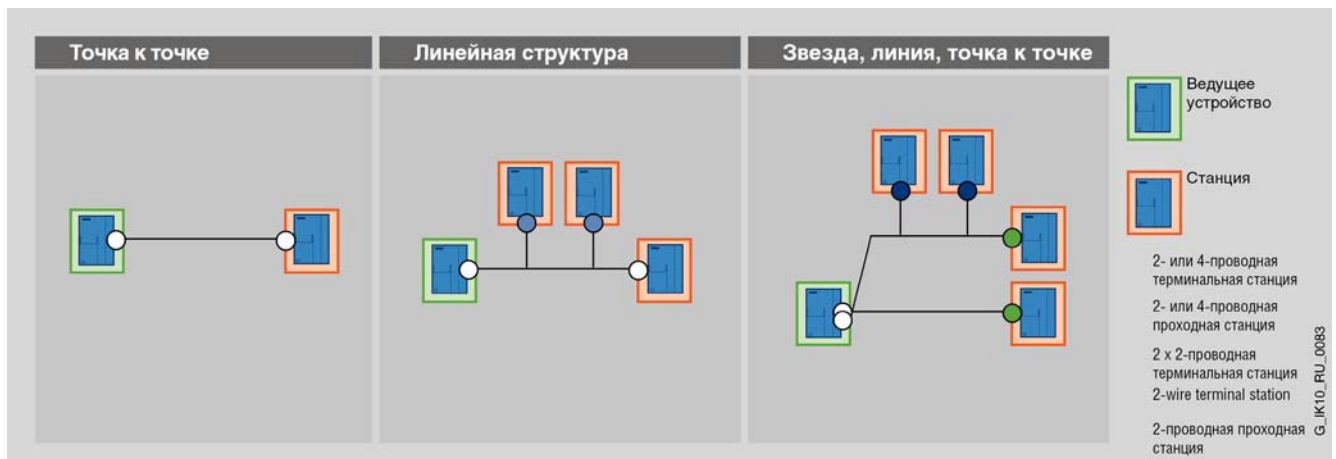 Точка к точке
Линейная структура
Звезда, линия, точка к точке
Ведущее
устройство
Станция
2- или 4-проводная
терминальная станция
2- или 4-проводная
проходная станция
2 x 2-проводная
терминальная станция
2-wire terminal station
2-проводная проходная
станция
G_IK10_RU_0083